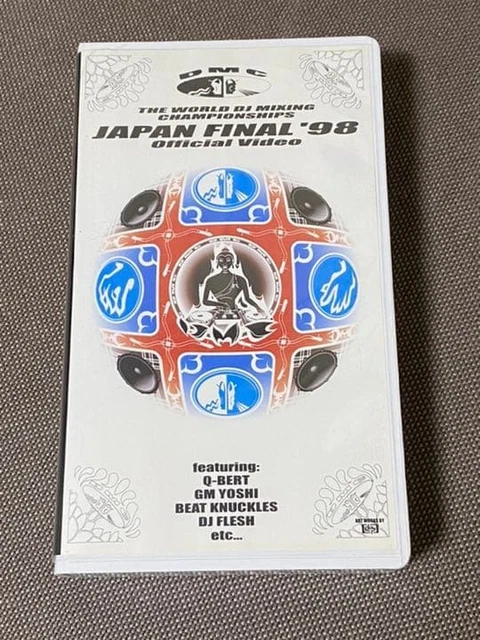 DMC
THE WORLD DJ MIXING
CHAMPIONSHIPS
JAPAN FINAL '98
Official Video
featuring:
Q-BERT
GM YOSHI
BEAT KNUCKLES
DJ FLESH
etc...
ART WORKS BY